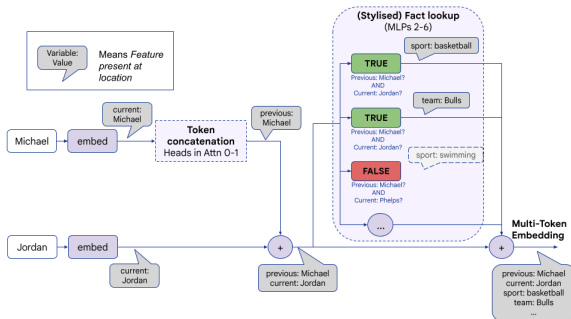 (Stylised) Fact lookup
(MLPs 2-6)
Variable:
Value
Means Feature
present at
location
sport: basketball
TRUE
Previous: Michael?
AND
Current: Jordan?
current:
Michael
previous:
Michael
team: Bulls
Michael
embed
Token
concatenation
Heads in Attn 0-1
TRUE
Previous: Michael?
AND
Current: Jordan?
sport: swimming
FALSE
Previous: Michael?
AND
Current: Phelps?
...
Multi-Token
Embedding
Jordan
embed
+
+
current:
Jordan
previous: Michael
current: Jordan
previous: Michael
current: Jordan
sport: basketball
team: Bulls
...